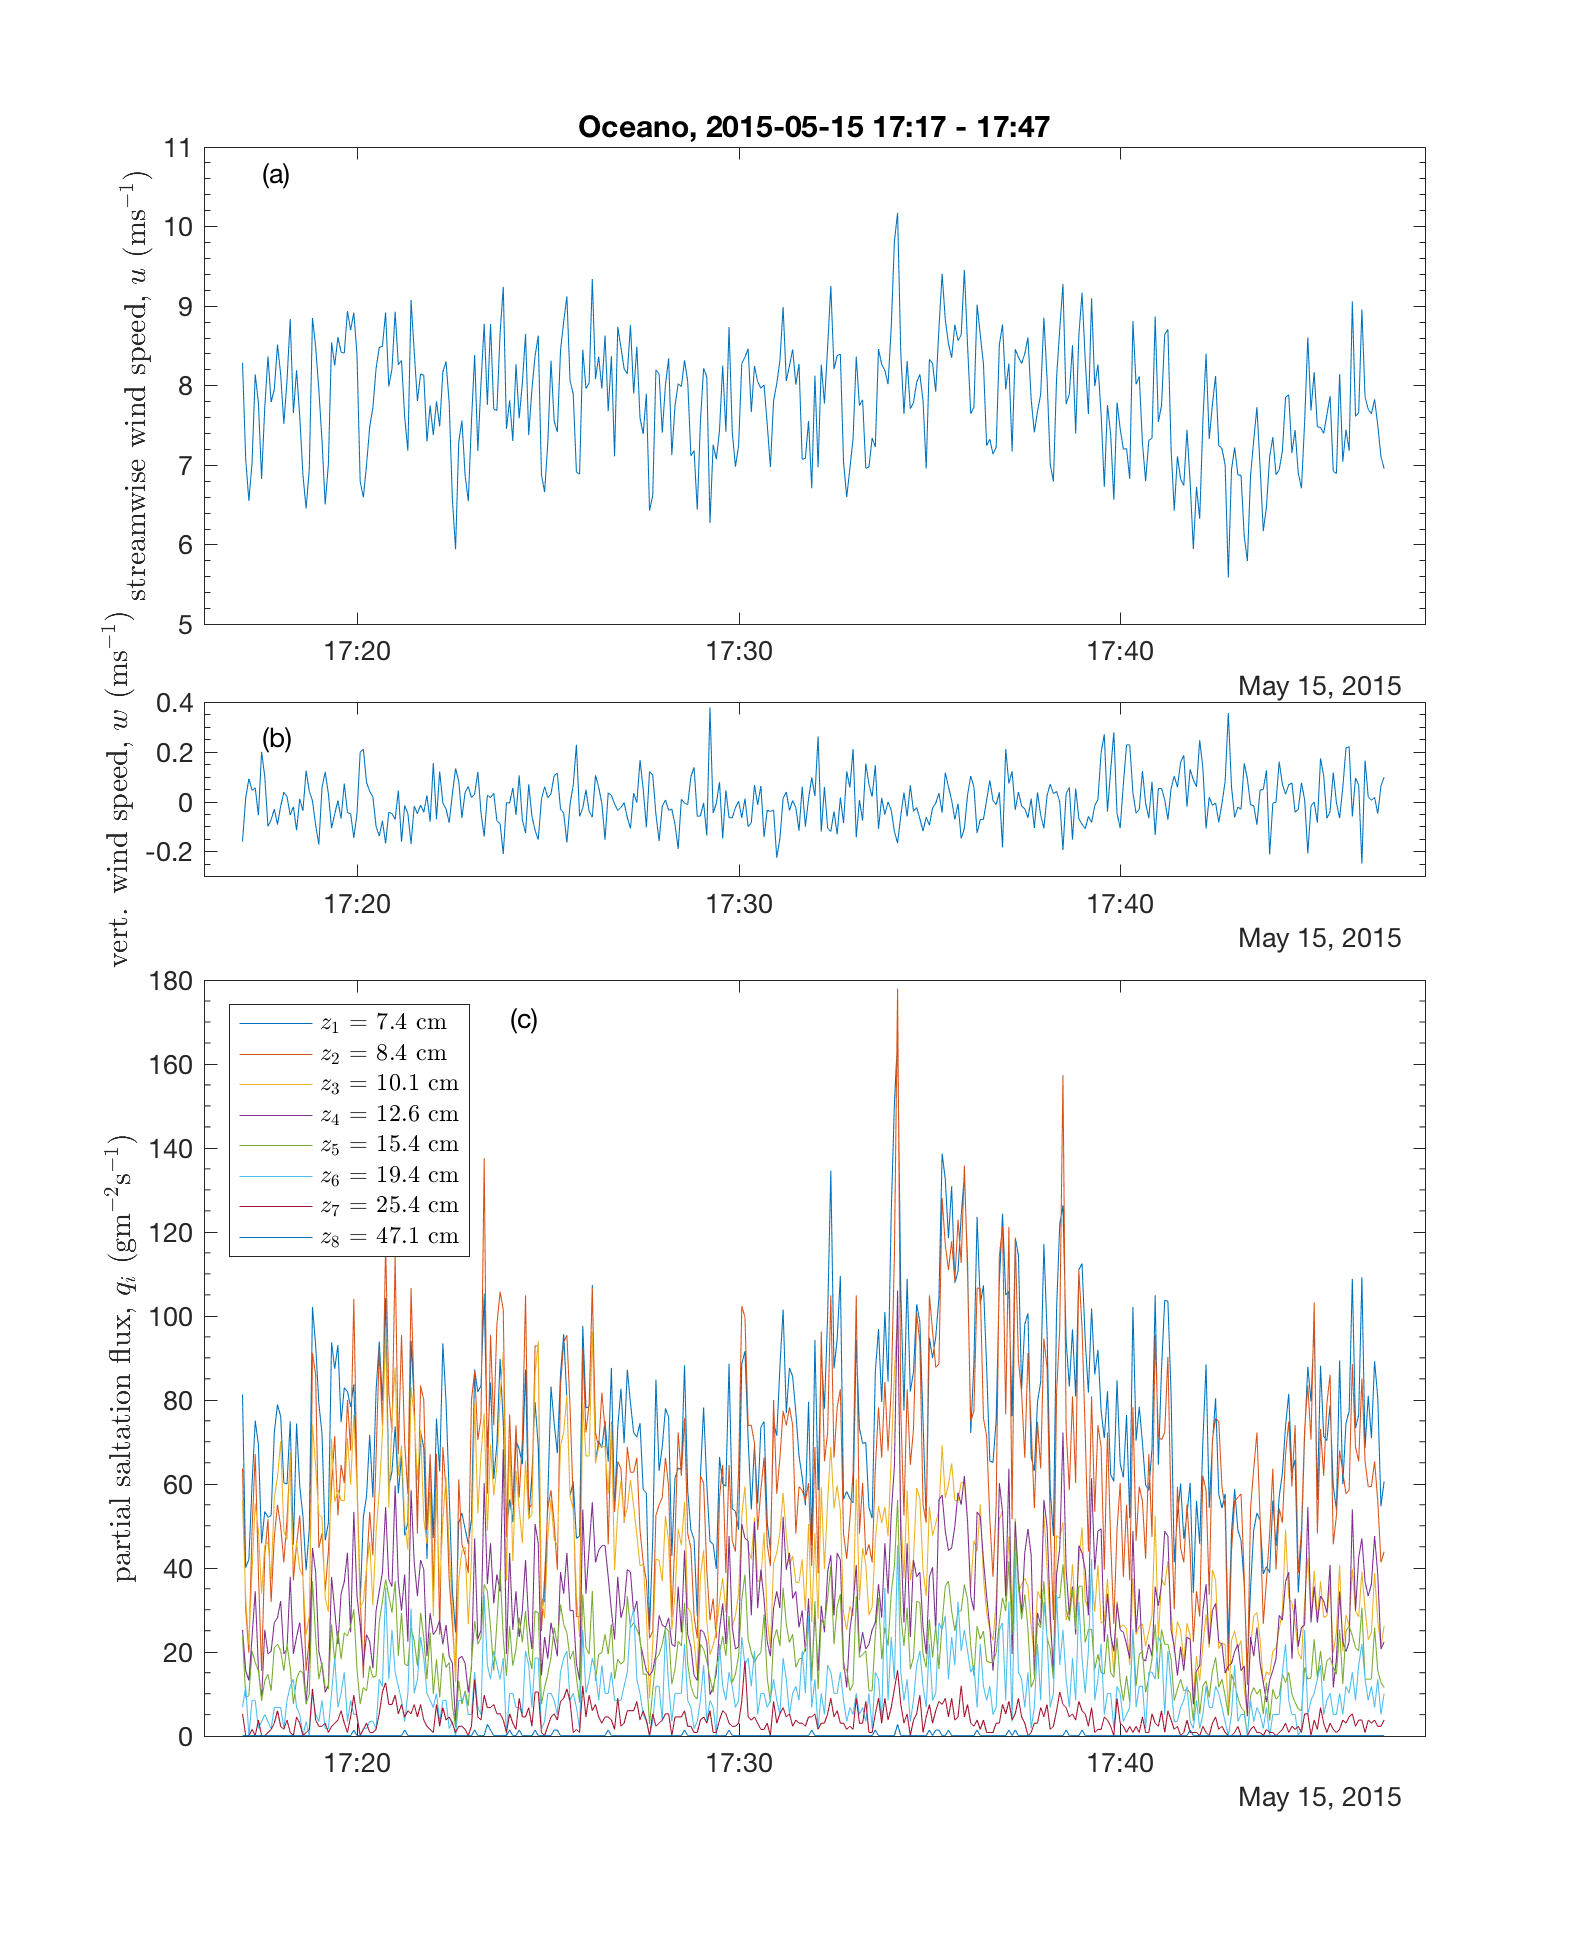 Oceano, 2015-05-15 17:17 - 17:47
(a)
streamwise wind speed, u (ms⁻¹)
11
10
9
8
7
6
5
17:20 17:30 17:40
May 15, 2015
(b)
vert. wind speed, w (ms⁻¹)
0.4
0.2
0
-0.2
17:20 17:30 17:40
May 15, 2015
(c)
partial saltation flux, qᵢ (gm⁻²s⁻¹)
180
160
140
120
100
80
60
40
20
0
z₁ = 7.4 cm
z₂ = 8.4 cm
z₃ = 10.1 cm
z₄ = 12.6 cm
z₅ = 15.4 cm
z₆ = 19.4 cm
z₇ = 25.4 cm
z₈ = 47.1 cm
17:20 17:30 17:40
May 15, 2015